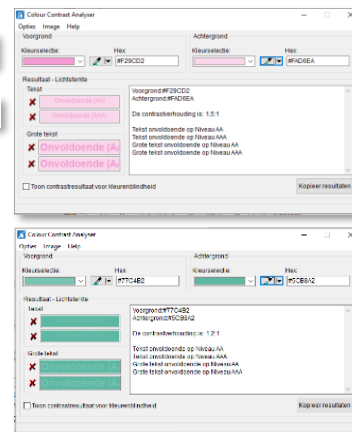 Colour Contrast Analyser
Opties Image Help
Voorgrond
Achtergrond
Kleurselectie:
Hex:
#F29CD2
Kleurselectie:
Hex:
#FAD6EA
Resultaat - Lichtsterkte
Tekst
Onvoldoende (AA)
Onvoldoende (AAA)
Grote tekst
Onvoldoende (A
Onvoldoende (A
Voorgrond:#F29CD2
Achtergrond:#FAD6EA
De contrastverhouding is: 1,5:1
Tekst onvoldoende op Niveau AA
Tekst onvoldoende op Niveau AAA
Grote tekst onvoldoende op Niveau AA
Grote tekst onvoldoende op Niveau AAA
Toon contrastresultaat voor kleurenblindheid
Kopieer resultaten
Colour Contrast Analyser
Opties Image Help
Voorgrond
Achtergrond
Kleurselectie:
Hex:
#77C4B2
Kleurselectie:
Hex:
#5CB8A2
Resultaat - Lichtsterkte
Tekst
Grote tekst
Onvoldoende (A
Onvoldoende (A
Voorgrond:#77C4B2
Achtergrond:#5CB8A2
De contrastverhouding is: 1,2:1
Tekst onvoldoende op Niveau AA
Tekst onvoldoende op Niveau AAA
Grote tekst onvoldoende op Niveau AA
Grote tekst onvoldoende op Niveau AAA
Toon contrastresultaat voor kleurenblindheid
Kopieer resultaten